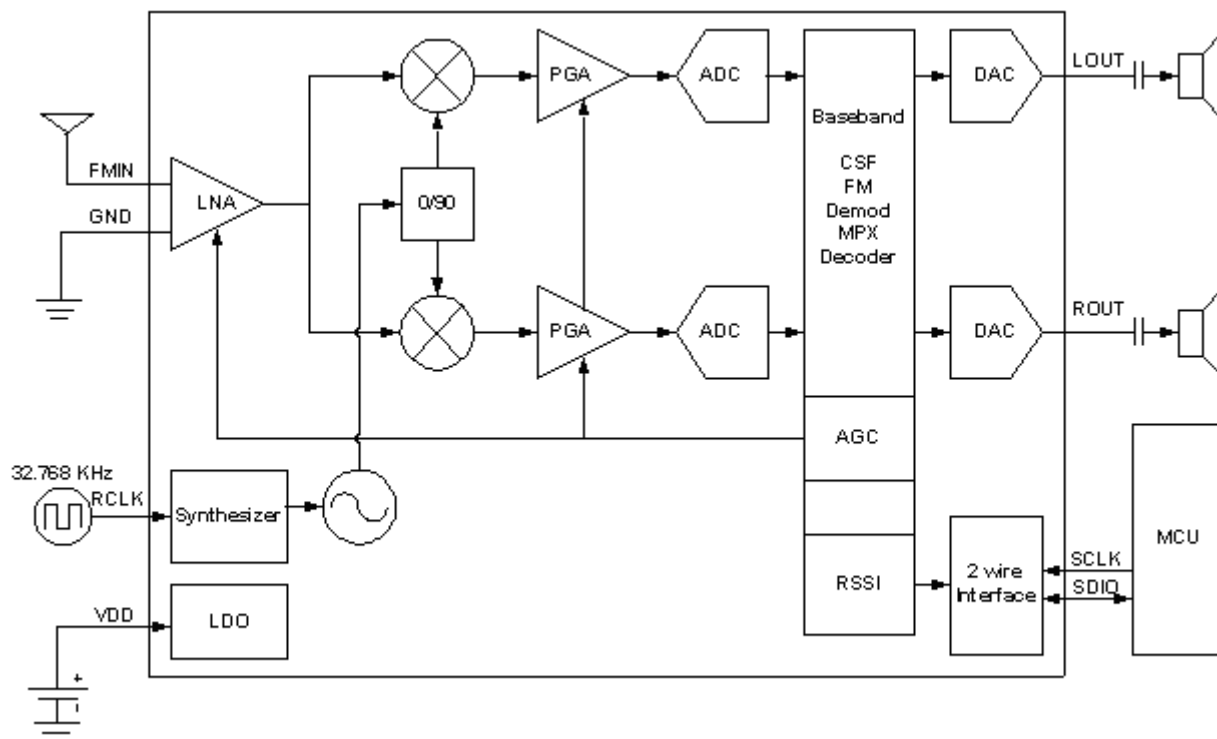 PGA
ADC
DAC
LOUT
Baseband
CSF
FM
Demod
MPX
Decoder
FMIN
LNA
GND
0/90
PGA
ADC
DAC
ROUT
AGC
32.768 KHz
RCLK
Synthesizer
MCU
RSSI
2 wire
Interface
SCLK
SDIO
VDD
LDO
+